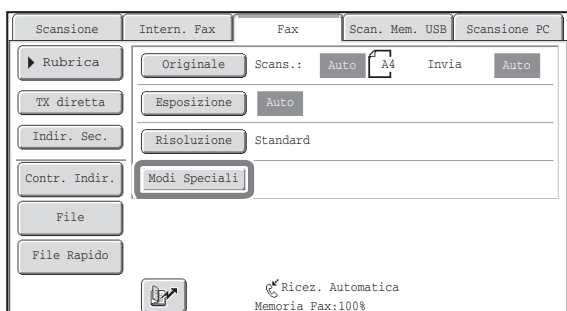 Scansione Intern. Fax Fax Scan. Mem. USB Scansione PC
Rubrica Originale Scans.: Auto A4 Invia Auto
TX diretta Esposizione Auto
Indir. Sec. Risoluzione Standard
Contr. Indir. Modi Speciali
File
File Rapido
Ricez. Automatica
Memoria Fax:100%